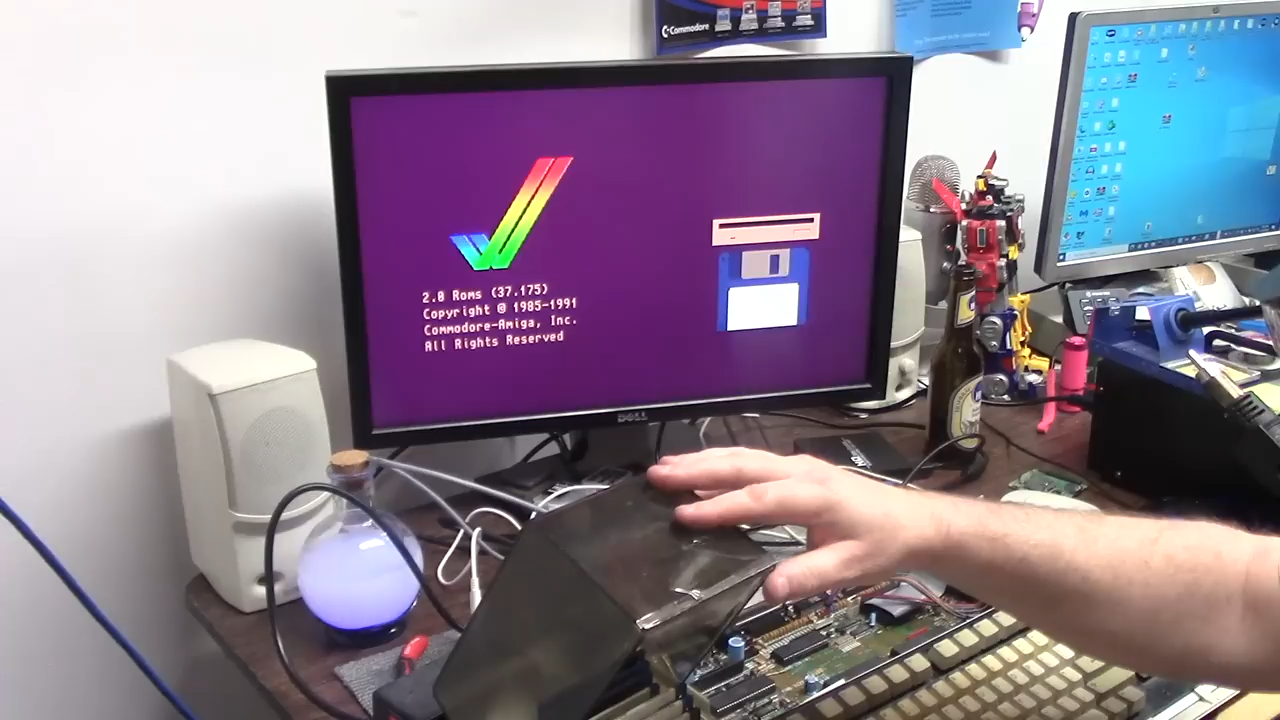 Commodore
2.0 Roms (37.175)
Copyright © 1985-1991
Commodore-Amiga, Inc.
All Rights Reserved
DELL